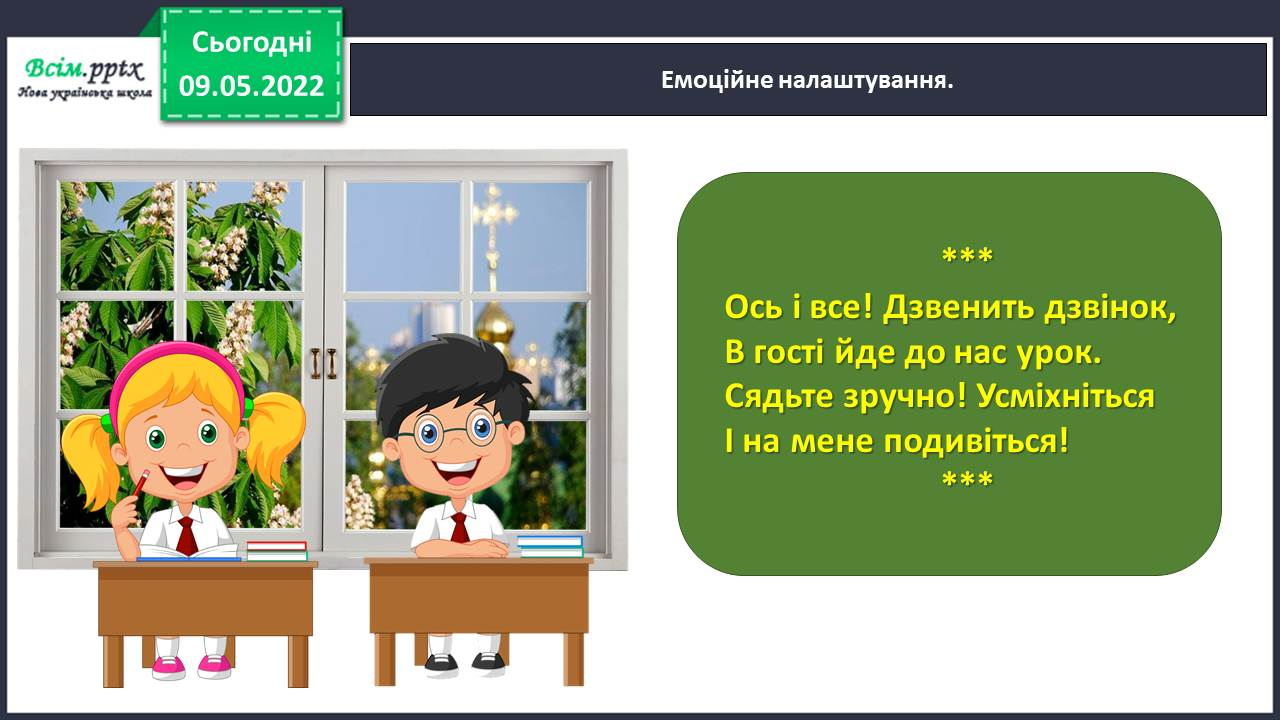 Сьогодні
09.05.2022
Всім.pptx
Нова українська школа
Емоційне налаштування.
***
Ось і все! Дзвенить дзвінок,
В гості йде до нас урок.
Сядьте зручно! Усміхніться
І на мене подивіться!
***